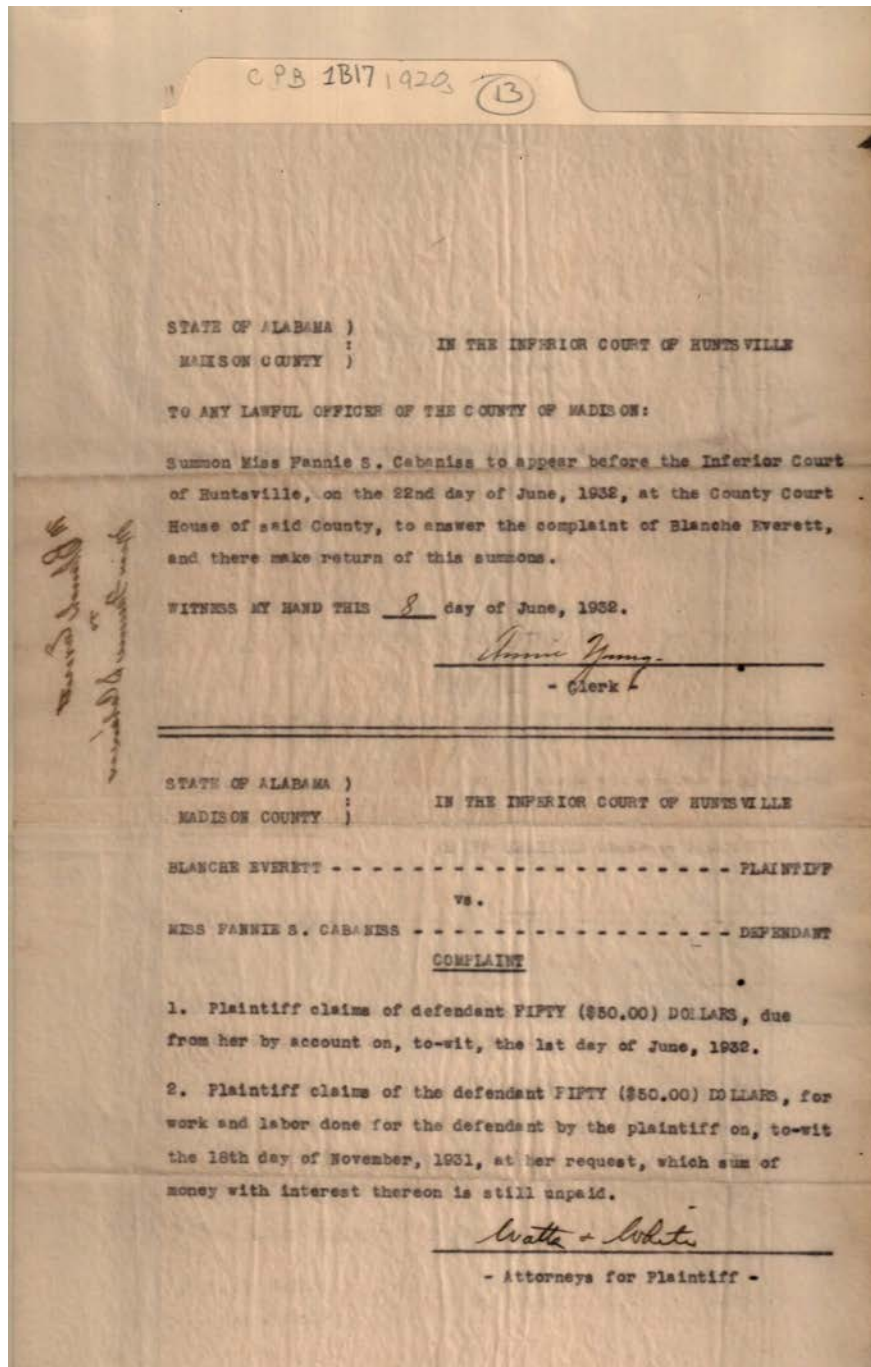 CPB 1B17 1920s 13
STATE OF ALABAMA )
: IN THE INFERIOR COURT OF HUNTSVILLE
MADISON COUNTY )
TO ANY LAWFUL OFFICER OF THE COUNTY OF MADISON:
Summon Miss Fannie S. Cabaniss to appear before the Inferior Court
of Huntsville, on the 22nd day of June, 1932, at the County Court
House of said County, to answer the complaint of Blanche Everett,
and there make return of this summons.
WITNESS MY HAND THIS 8 day of June, 1932.
Annie Young.
- Clerk -
STATE OF ALABAMA )
: IN THE INFERIOR COURT OF HUNTSVILLE
MADISON COUNTY )
BLANCHE EVERETT - - - - - - - - - - - - - - - - - - - - - PLAINTIFF
vs.
MISS FANNIE S. CABANISS - - - - - - - - - - - - - - - - DEFENDANT
COMPLAINT
1. Plaintiff claims of defendant FIFTY ($50.00) DOLLARS, due
from her by account on, to-wit, the 1st day of June, 1932.
2. Plaintiff claims of the defendant FIFTY ($50.00) DOLLARS, for
work and labor done for the defendant by the plaintiff on, to-wit
the 18th day of November, 1931, at her request, which sum of
money with interest thereon is still unpaid.
Watts + White
- Attorneys for Plaintiff -